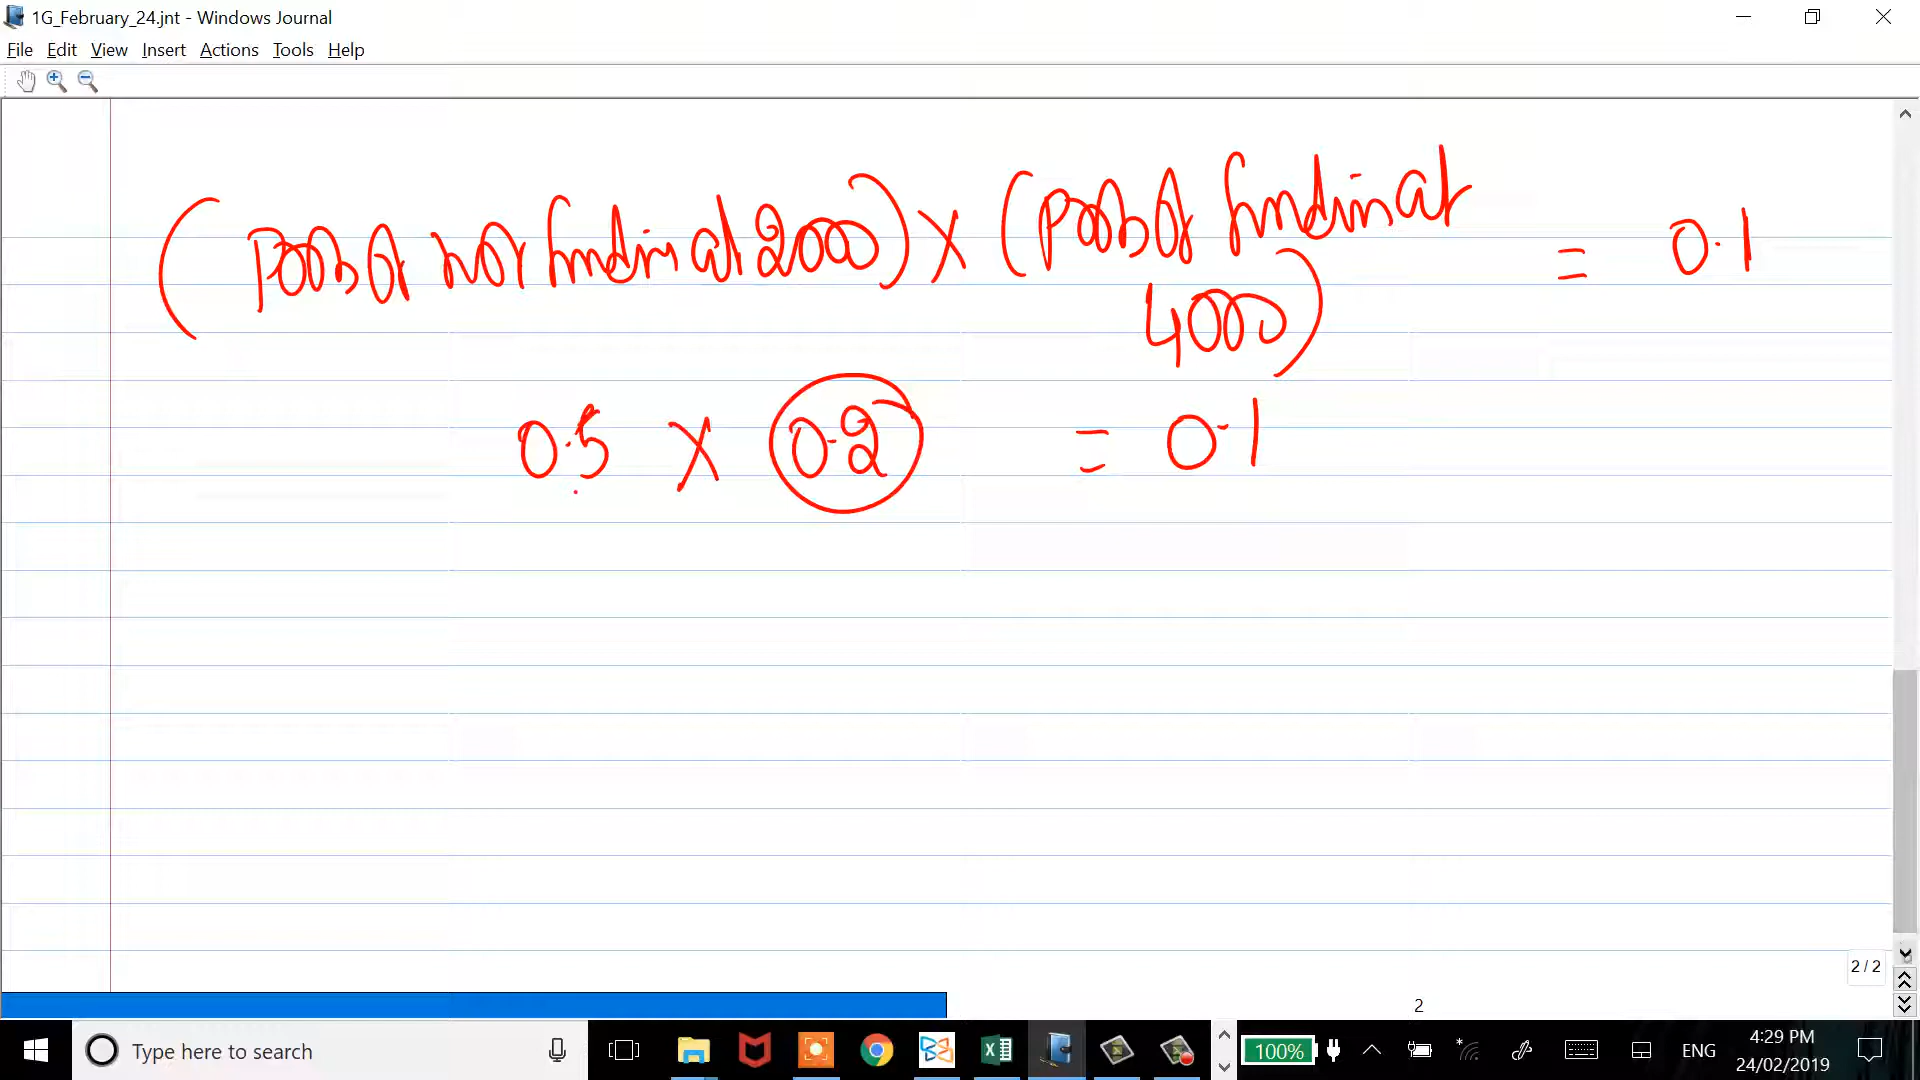 1G_February_24.jnt - Windows Journal
File Edit View Insert Actions Tools Help
(Prob of not findin at 2000) X (Prob of findin at 4000) = 0.1
0.5 X 0.2 = 0.1
2 / 2
2
Type here to search
100%
ENG
4:29 PM
24/02/2019